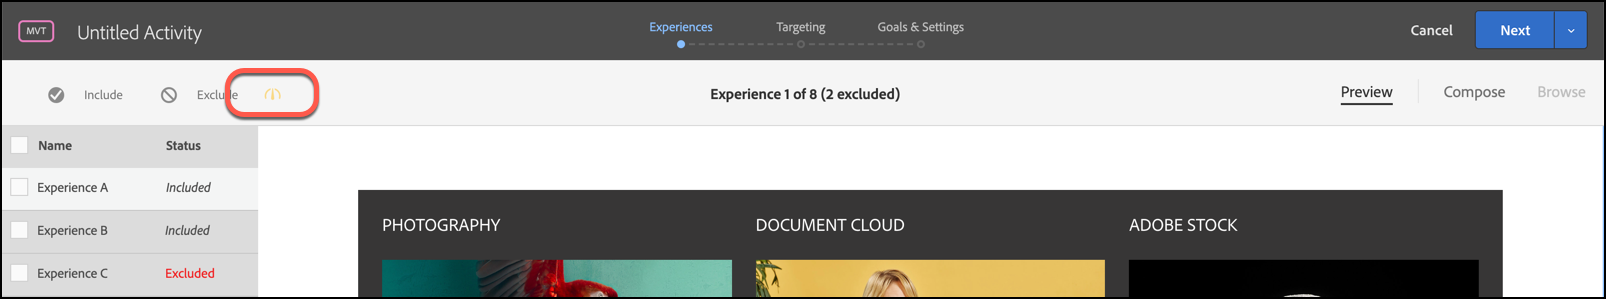 MVT Untitled Activity Experiences Targeting Goals & Settings Cancel Next
Include Exclude Experience 1 of 8 (2 excluded) Preview Compose Browse
Name Status
Experience A Included
Experience B Included
Experience C Excluded
PHOTOGRAPHY DOCUMENT CLOUD ADOBE STOCK